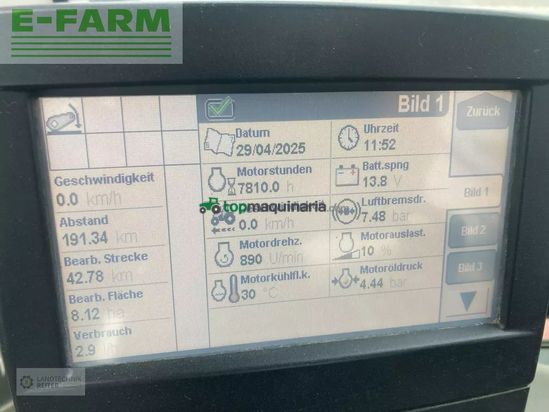 E-FARM
Bild 1
Zurück
Datum
29/04/2025
Uhrzeit
11:52
Geschwindigkeit
0.0 km/h
Motorstunden
7810.0 h
Batt.spng
13.8 V
Bild 1
topmaquinaria
0.0 km/h
Luftbremsdr.
7.48 bar
Abstand
191.34 km
Bearb. Strecke
42.78 km
Motordrehz.
890 U/min
Motorauslast.
10 %
Bild 2
Bearb. Fläche
8.12 ha
Motorkühlfl.k.
30 °C
Motoröldruck
4.44 bar
Bild 3
Verbrauch
2.9
LANDTECHNIK
REITER